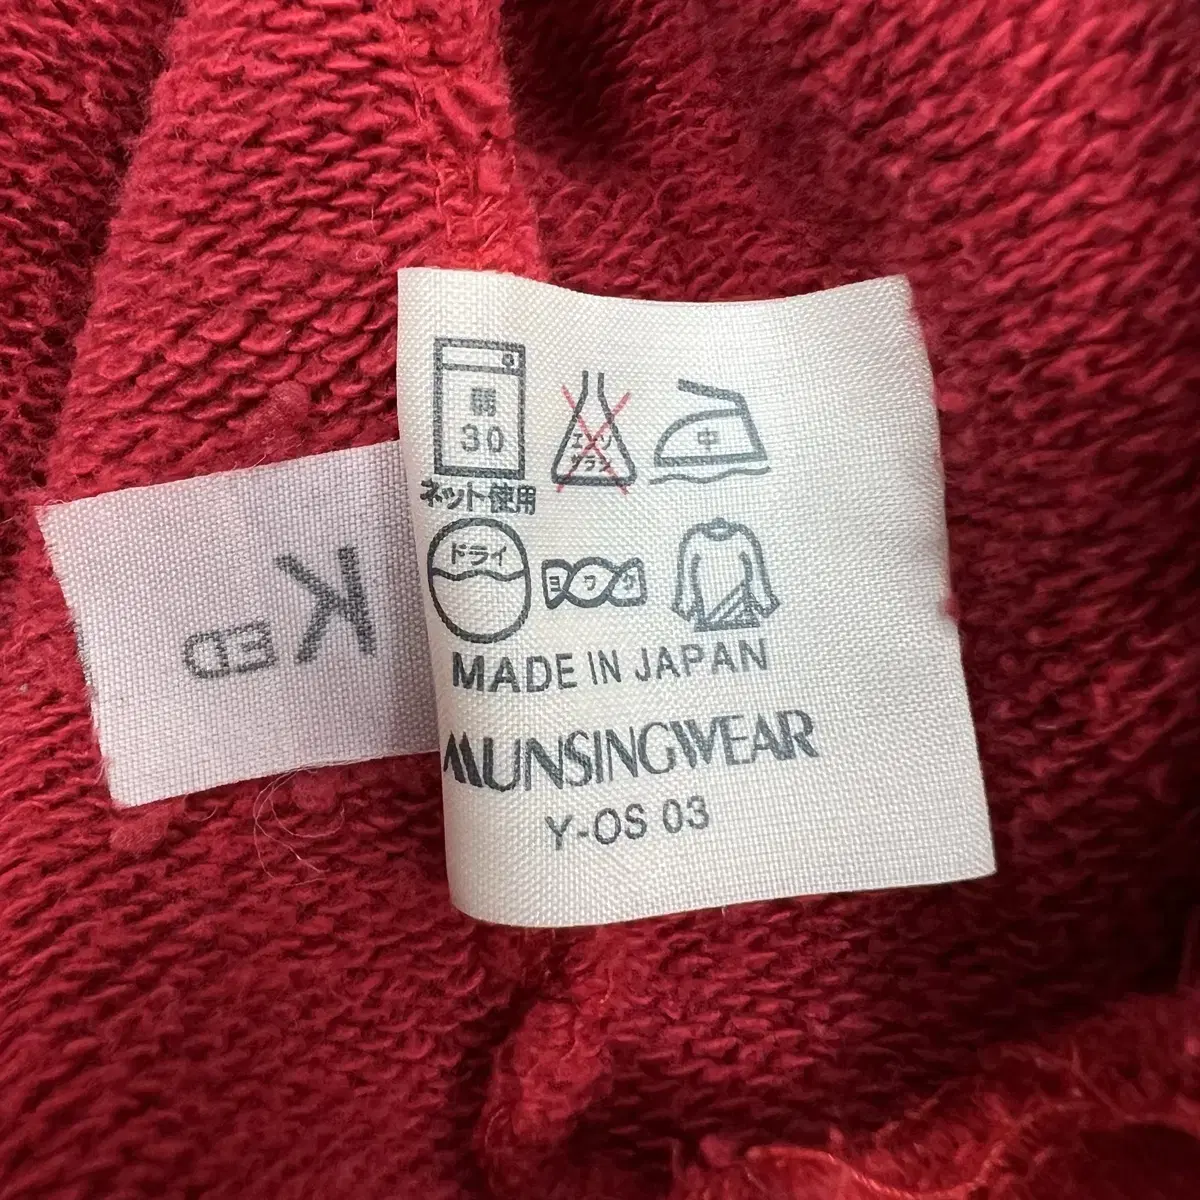 弱
30
ネット使用
エンソ
サラシ
中
ドライ
ヨワク
MADE IN JAPAN
MUNSINGWEAR
Y-OS 03
K ED